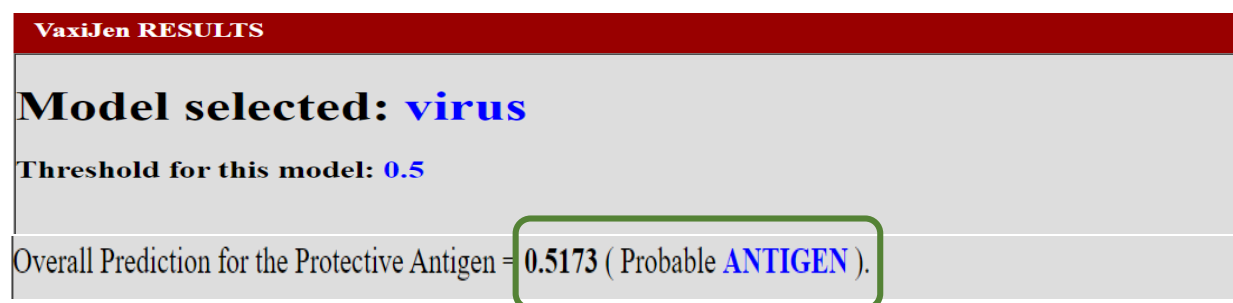 VaxiJen RESULTS
Model selected: virus
Threshold for this model: 0.5
Overall Prediction for the Protective Antigen = 0.5173 ( Probable ANTIGEN ).